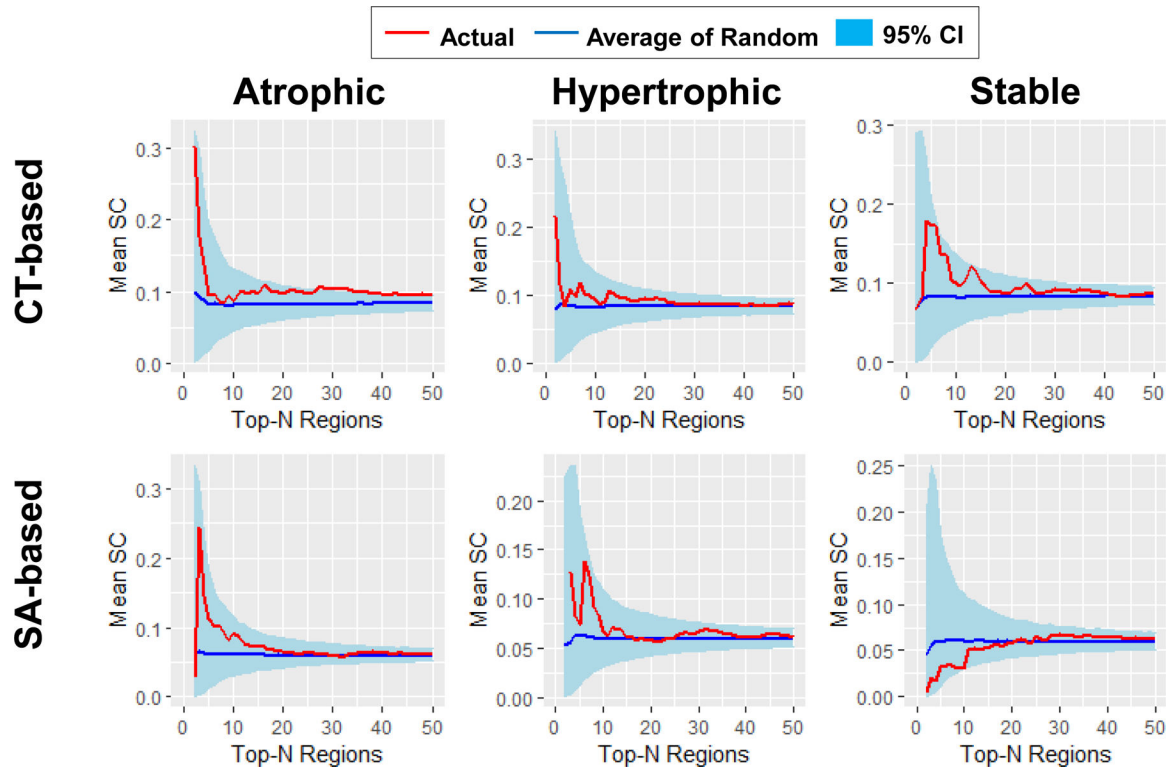 Actual Average of Random 95% CI
Atrophic Hypertrophic Stable
CT-based
Mean SC
0.3
0.2
0.1
0.0
0 10 20 30 40 50
Top-N Regions
Mean SC
0.3
0.2
0.1
0.0
0 10 20 30 40 50
Top-N Regions
Mean SC
0.3
0.2
0.1
0.0
0 10 20 30 40 50
Top-N Regions
SA-based
Mean SC
0.3
0.2
0.1
0.0
0 10 20 30 40 50
Top-N Regions
Mean SC
0.20
0.15
0.10
0.05
0.00
0 10 20 30 40 50
Top-N Regions
Mean SC
0.25
0.20
0.15
0.10
0.05
0.00
0 10 20 30 40 50
Top-N Regions